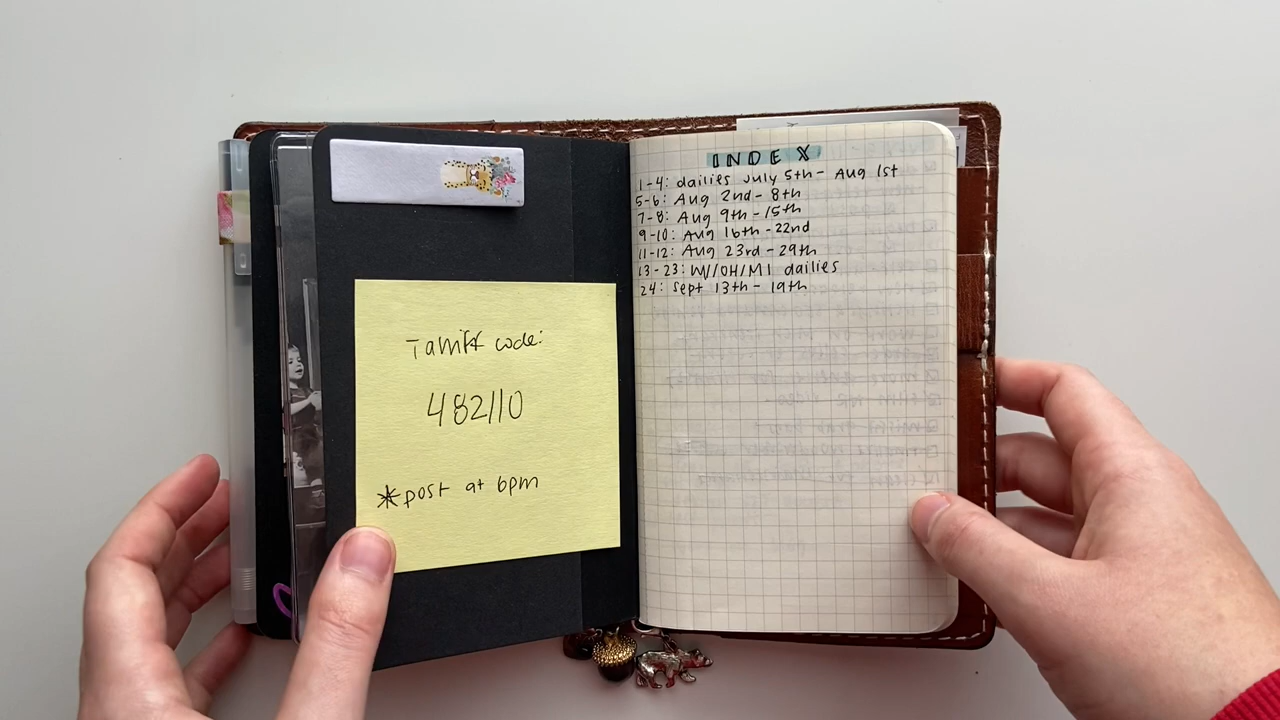 Tariff code:
482110
*post at 6pm
INDEX
1-4: dailies July 5th - Aug 1st
5-6: Aug 2nd - 8th
7-8: Aug 9th - 15th
9-10: Aug 16th - 22nd
11-12: Aug 23rd - 29th
13-23: WI/OH/MI dailies
24: Sept 13th - 19th